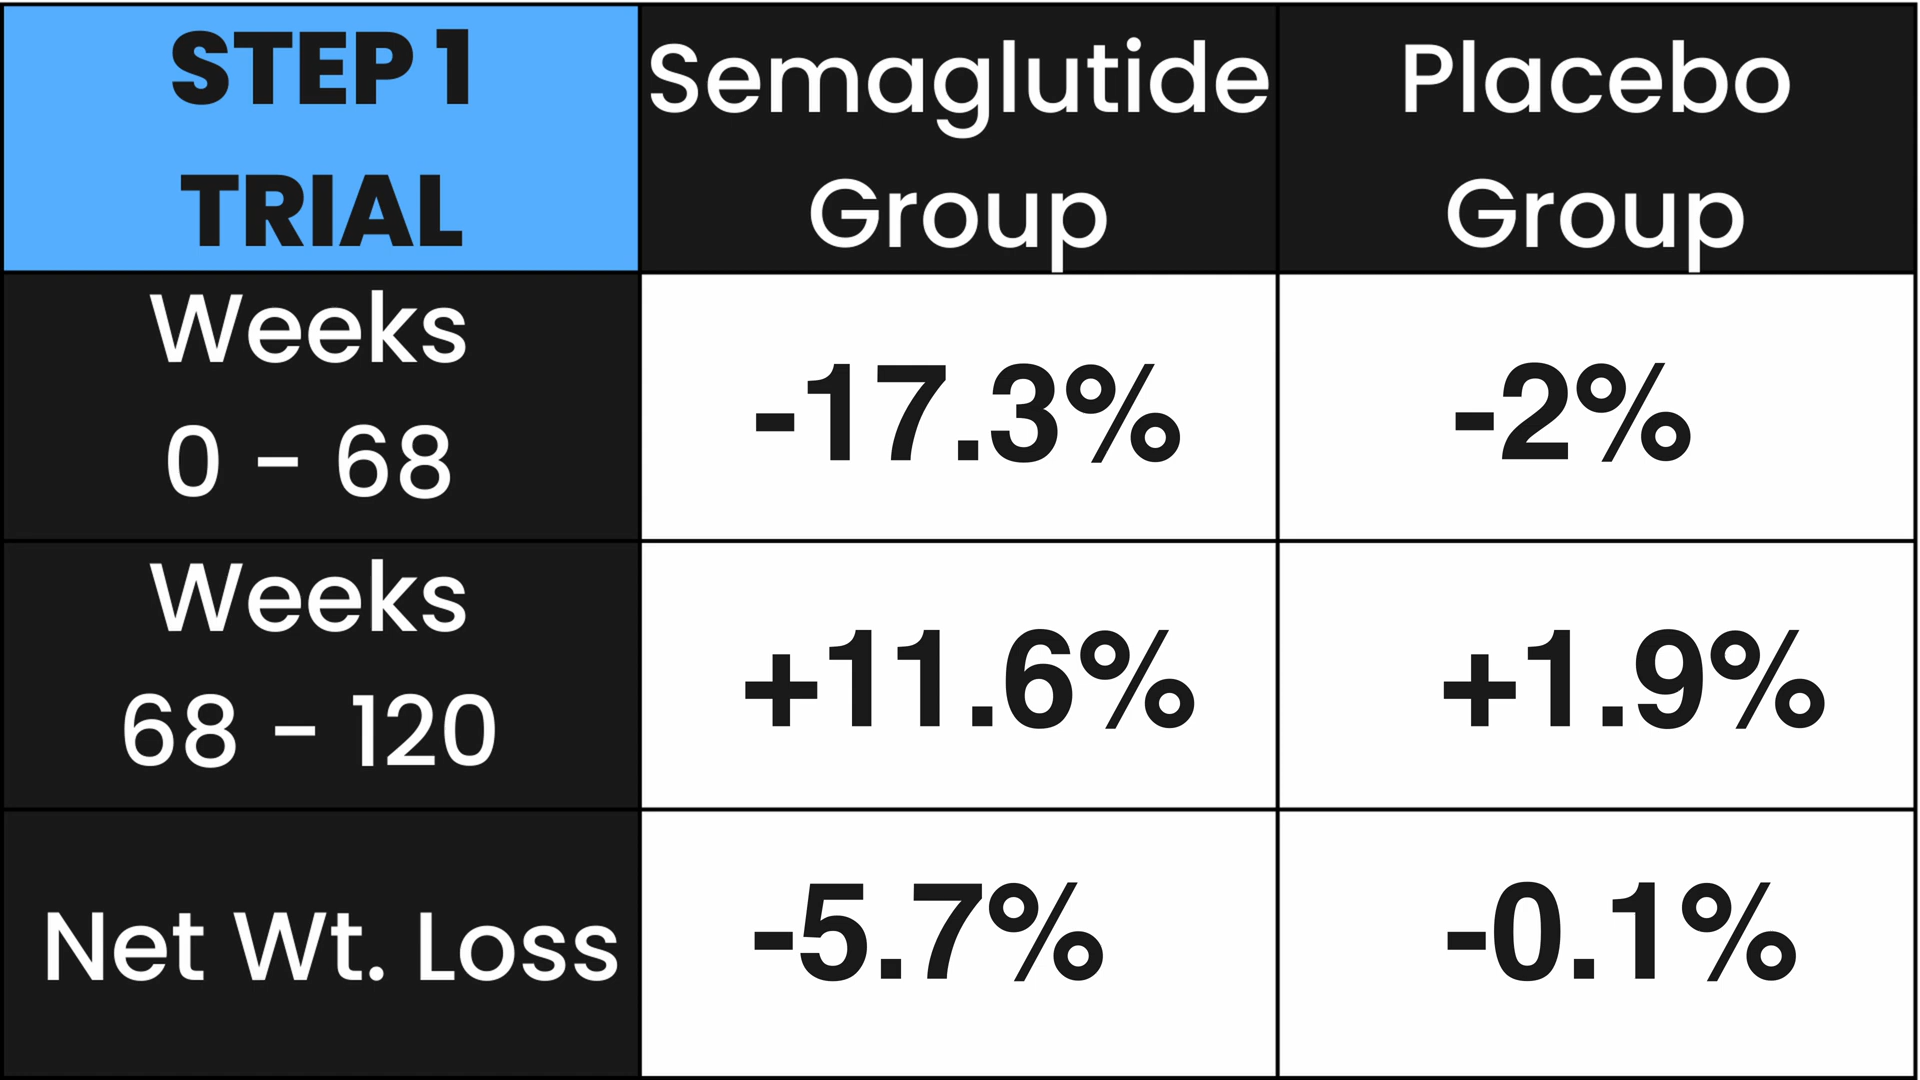 STEP 1
TRIAL
Semaglutide
Group
Placebo
Group
Weeks
0 - 68
-17.3%
-2%
Weeks
68 - 120
+11.6%
+1.9%
Net Wt. Loss
-5.7%
-0.1%